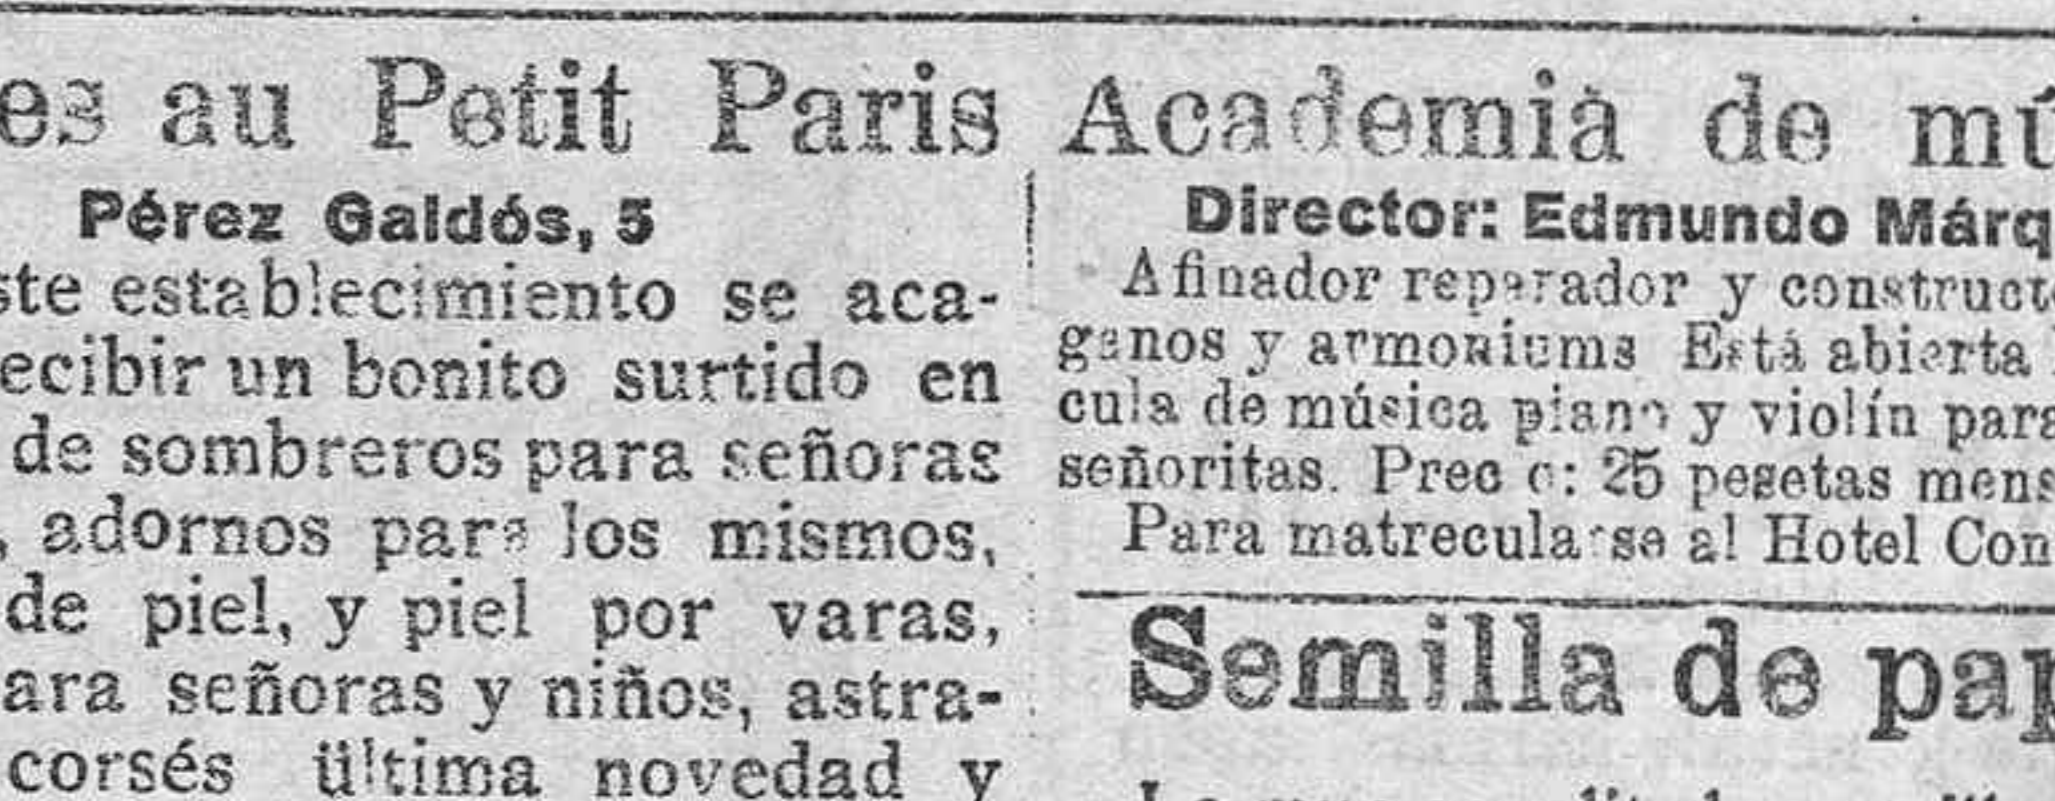 es au Petit Paris
Pérez Galdós, 5
ste establecimiento se aca-
ecibir un bonito surtido en
de sombreros para señoras
, adornos para los mismos,
de piel, y piel por varas,
ara señoras y niños, astra-
corsés última novedad y
Academia de mú
Director: Edmundo Márq
Afinador reparador y constructo
ganos y armoniums Está abierta
cula de música piano y violín para
señoritas. Prec o: 25 pesetas mens
Para matrecularse al Hotel Con
Semilla de pap